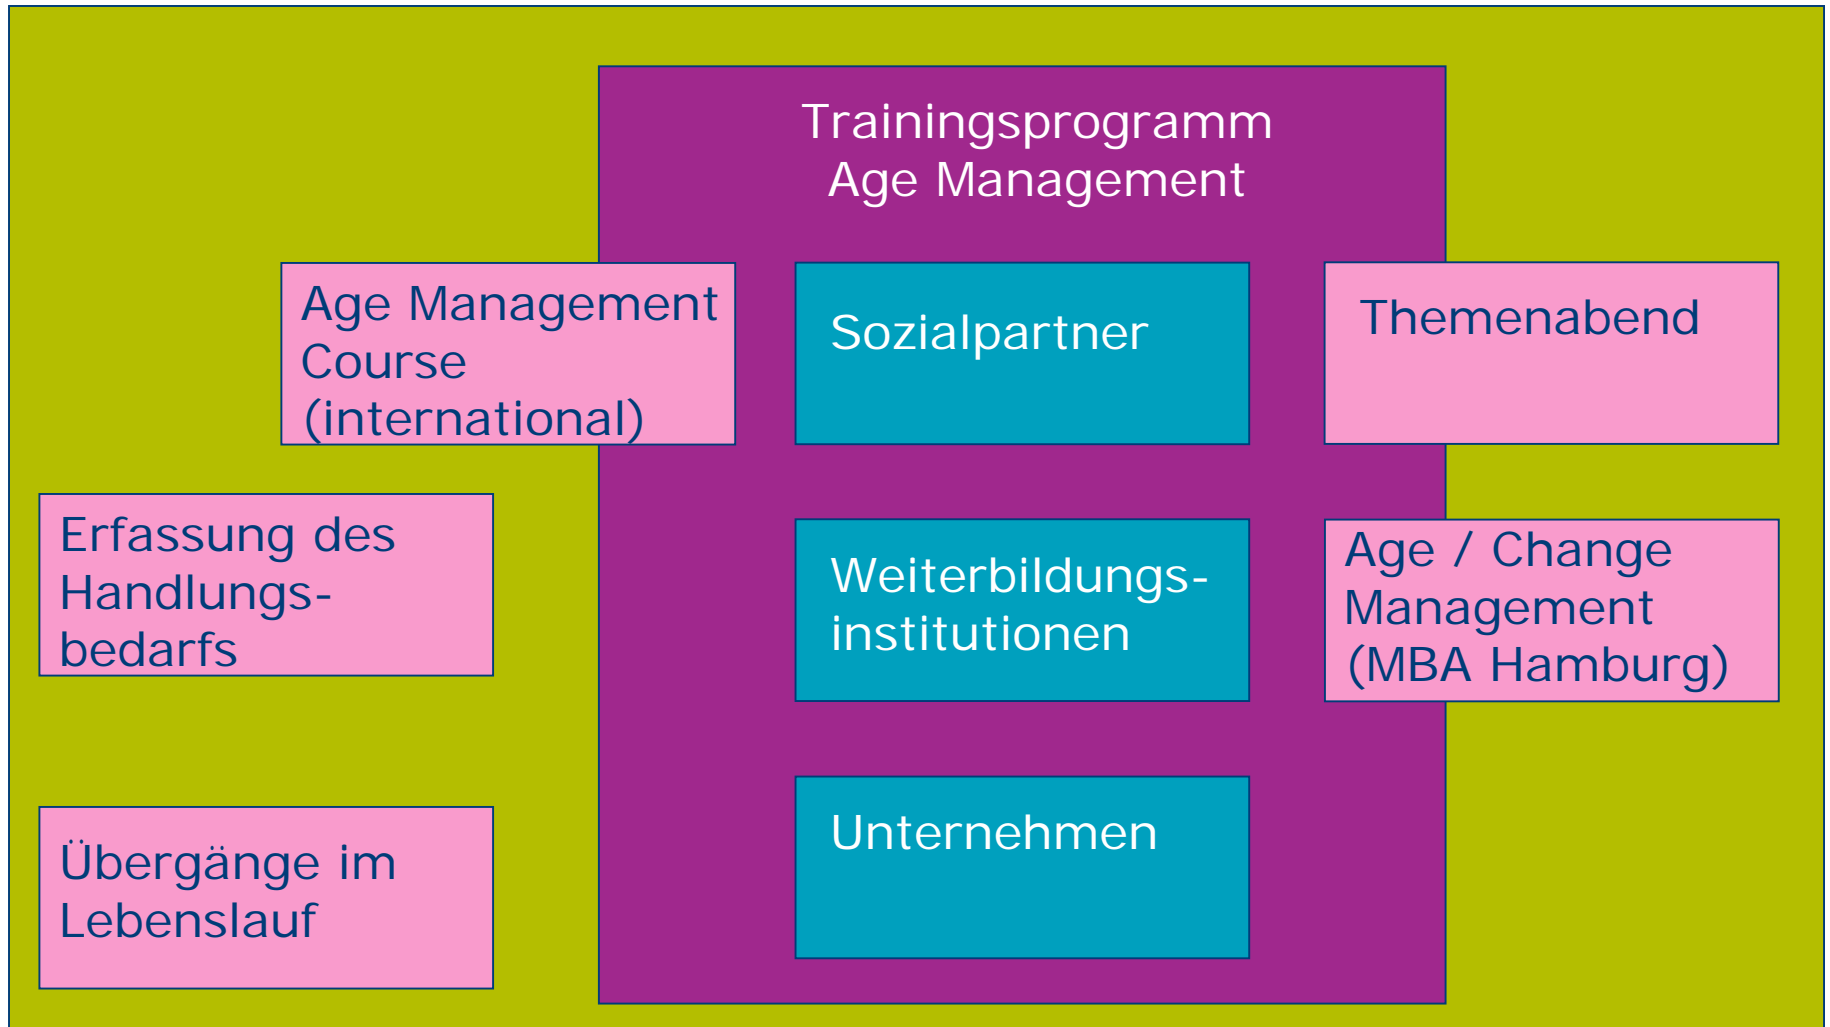 Trainingsprogramm
Age Management
Age Management
Course
(international)
Sozialpartner
Themenabend
Erfassung des
Handlungs-
bedarfs
Weiterbildungs-
institutionen
Age / Change
Management
(MBA Hamburg)
Übergänge im
Lebenslauf
Unternehmen